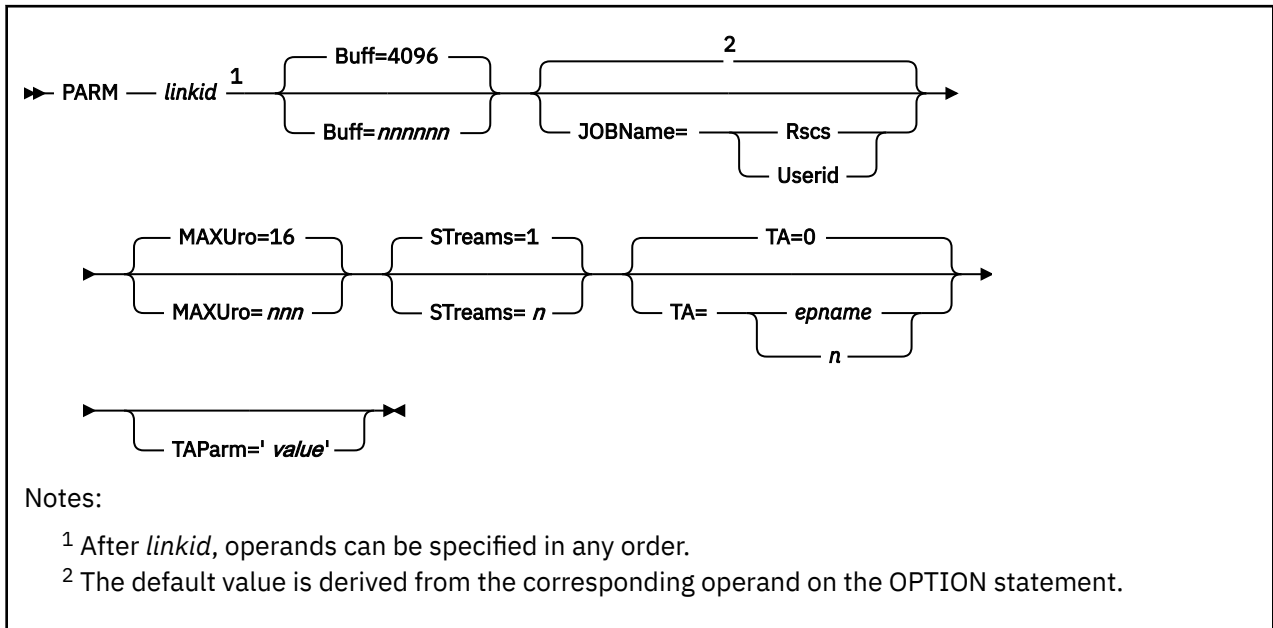 Buff=4096 2
PARM linkid 1
Buff=nnnnnn JOBName= Rscs
Userid
MAXUro=16 STreams=1 TA=0
MAXUro= nnn STreams= n TA= epname
n
TAParm=' value'
Notes:
1 After linkid, operands can be specified in any order.
2 The default value is derived from the corresponding operand on the OPTION statement.